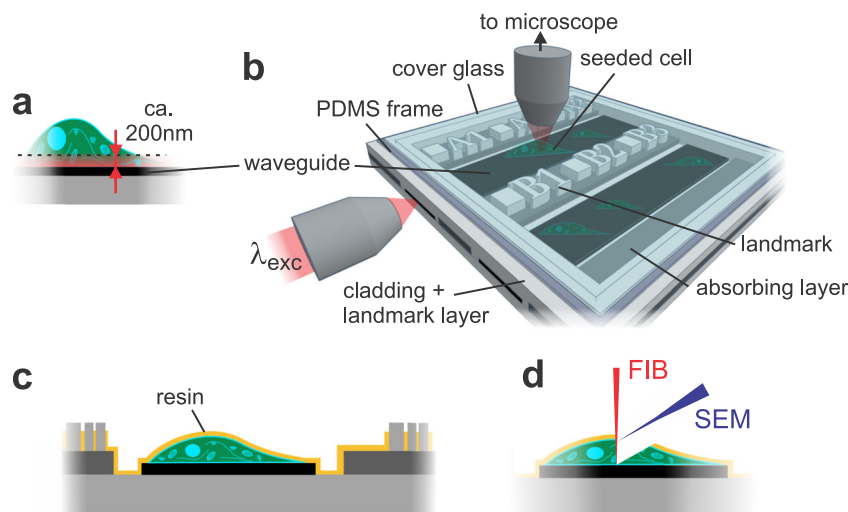 a
ca.
200nm
b
to microscope
cover glass
seeded cell
PDMS frame
waveguide
A1
B1
B2
B3
λexc
landmark
absorbing layer
cladding +
landmark layer
c
resin
d
FIB
SEM